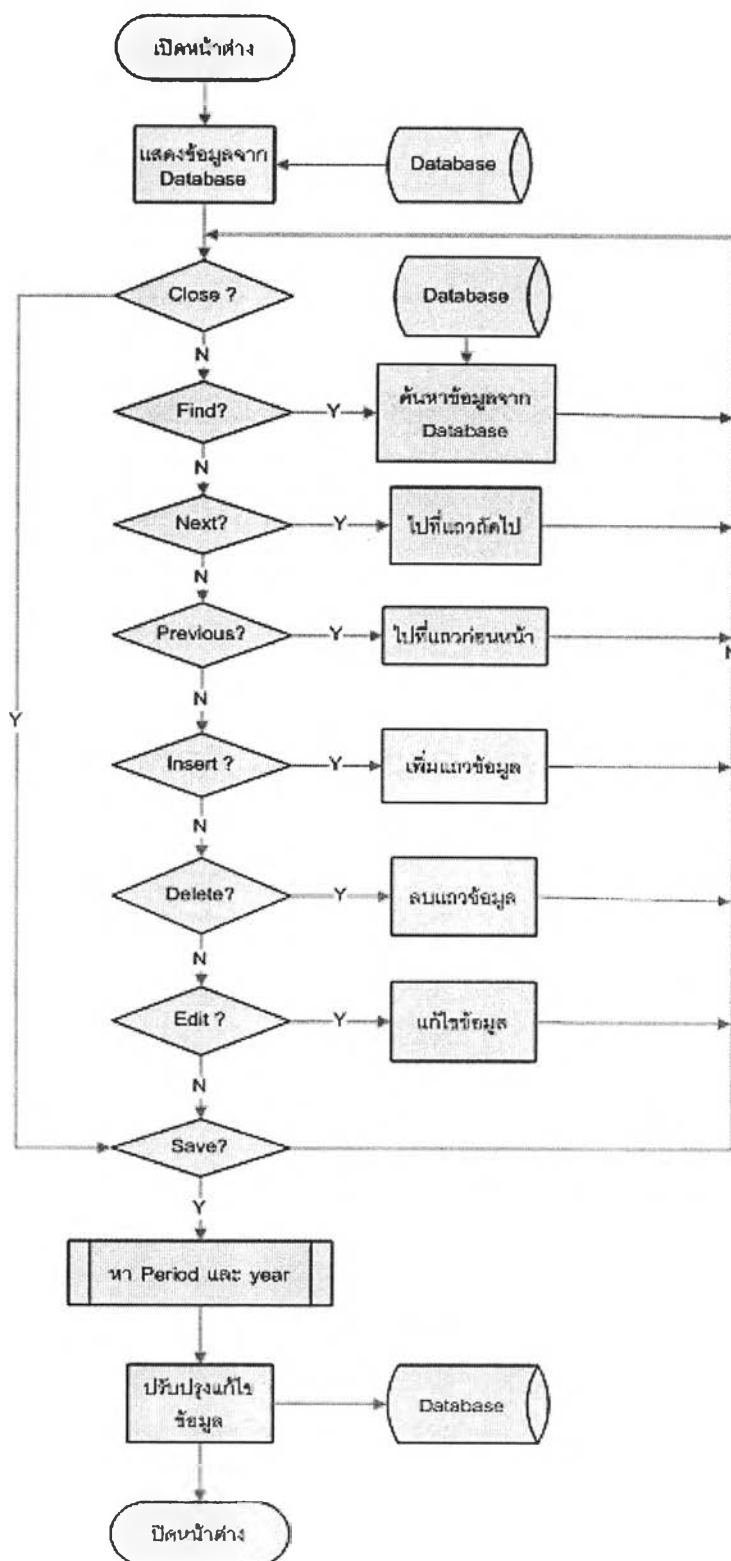 เปิดหน้าต่าง
แสดงข้อมูลจาก
Database
Database
Close ?
Database
N
Find?
Y
ค้นหาข้อมูลจาก
Database
N
Next?
Y
ไปที่แถวถัดไป
N
Previous?
Y
ไปที่แถวก่อนหน้า
N
N
Y
Insert ?
Y
เพิ่มแถวข้อมูล
N
Delete?
Y
ลบแถวข้อมูล
N
Edit ?
Y
แก้ไขข้อมูล
N
Save?
Y
หา Period และ year
ปรับปรุงแก้ไข
ข้อมูล
Database
ปิดหน้าต่าง